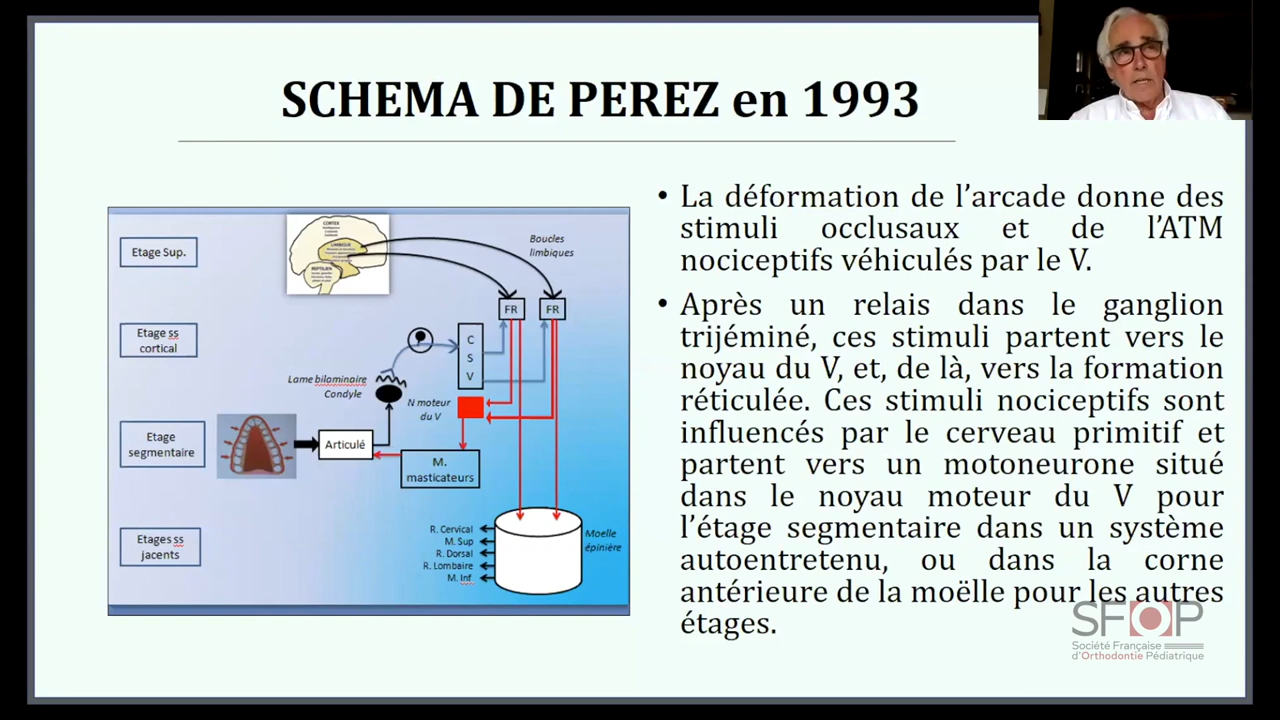 SCHEMA DE PEREZ en 1993
Etage Sup.
CORTEX
LIMBIQUE
REPTILIEN
Boucles
limbiques
FR
FR
Etage ss
cortical
C
S
V
Lame bilaminaire
Condyle
N moteur
du V
Etage
segmentaire
Articulé
M.
masticateurs
Etages ss
jacents
R. Cervical
M. Sup
R. Dorsal
R. Lombaire
M. Inf
Moelle
épinière
• La déformation de l’arcade donne des
stimuli occlusaux et de l’ATM
nociceptifs véhiculés par le V.
• Après un relais dans le ganglion
trijéminé, ces stimuli partent vers le
noyau du V, et, de là, vers la formation
réticulée. Ces stimuli nociceptifs sont
influencés par le cerveau primitif et
partent vers un motoneurone situé
dans le noyau moteur du V pour
l’étage segmentaire dans un système
autoentretenu, ou dans la corne
antérieure de la moëlle pour les autres
étages.
SFOP
Société Française
d’Orthodontie Pédiatrique